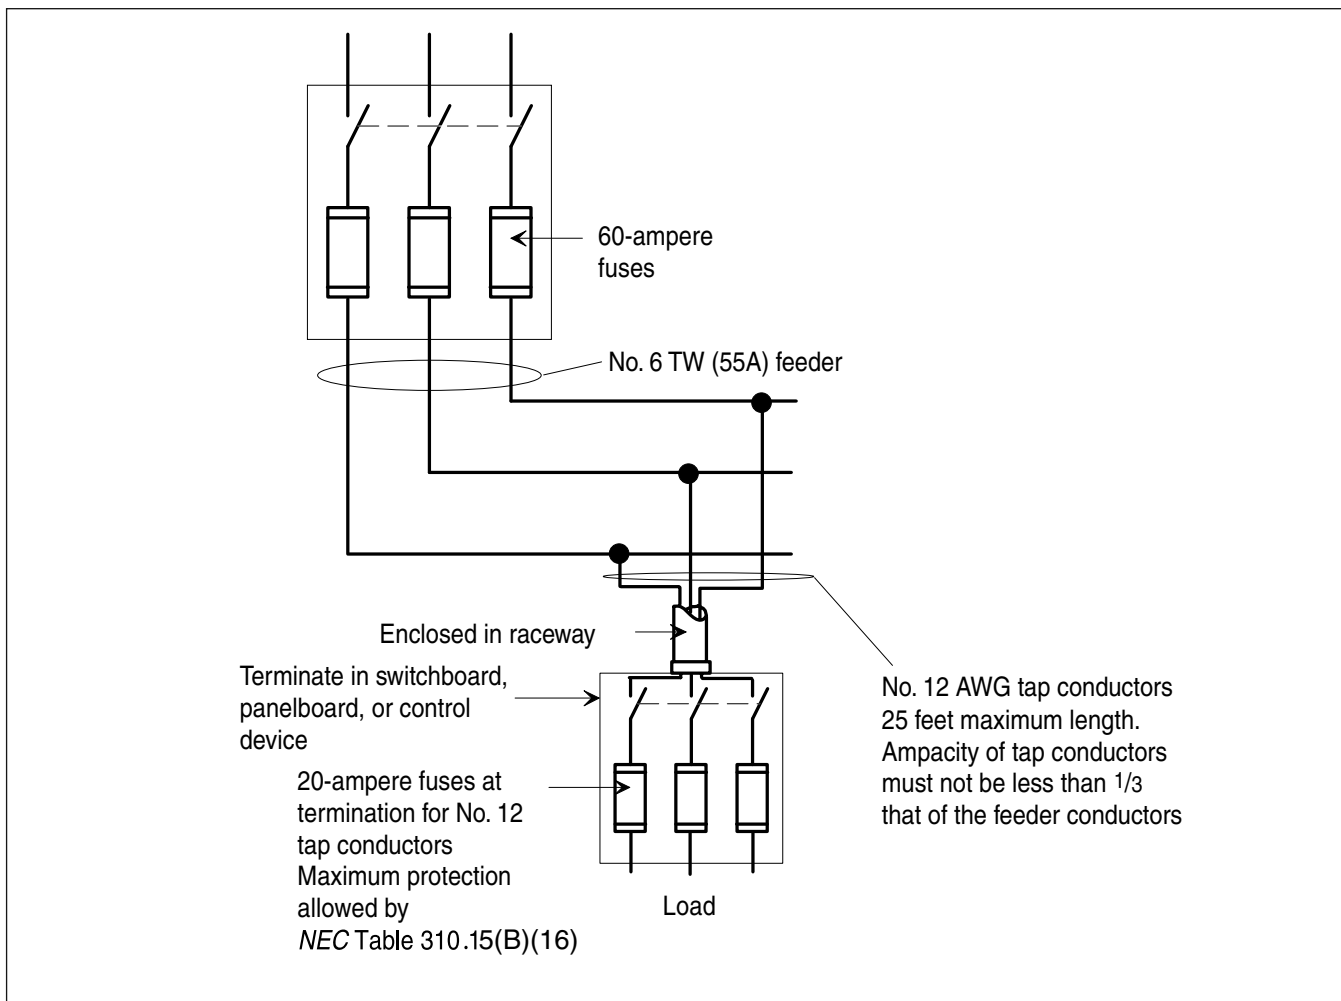 60-ampere
fuses
No. 6 TW (55A) feeder
Enclosed in raceway
Terminate in switchboard,
panelboard, or control
device
20-ampere fuses at
termination for No. 12
tap conductors
Maximum protection
allowed by
NEC Table 310.15(B)(16)
Load
No. 12 AWG tap conductors
25 feet maximum length.
Ampacity of tap conductors
must not be less than 1/3
that of the feeder conductors